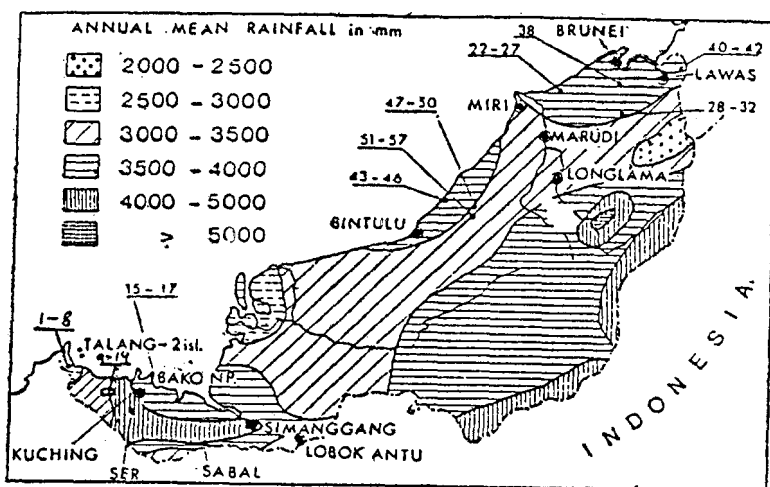 ANNUAL MEAN RAINFALL in mm
2000 - 2500
2500 - 3000
3000 - 3500
3500 - 4000
4000 - 5000
> 5000
38
BRUNEI
22-27
40-42
LAWAS
47-50
MIRI
28-32
51-57
MARUDI
43-46
LONGLAMA
BINTULU
15-17
1-8
TALANG-2isl.
BAKO NP.
SIMANGGANG
KUCHING
LOBOK ANTU
SER
SABAL
INDONESIA